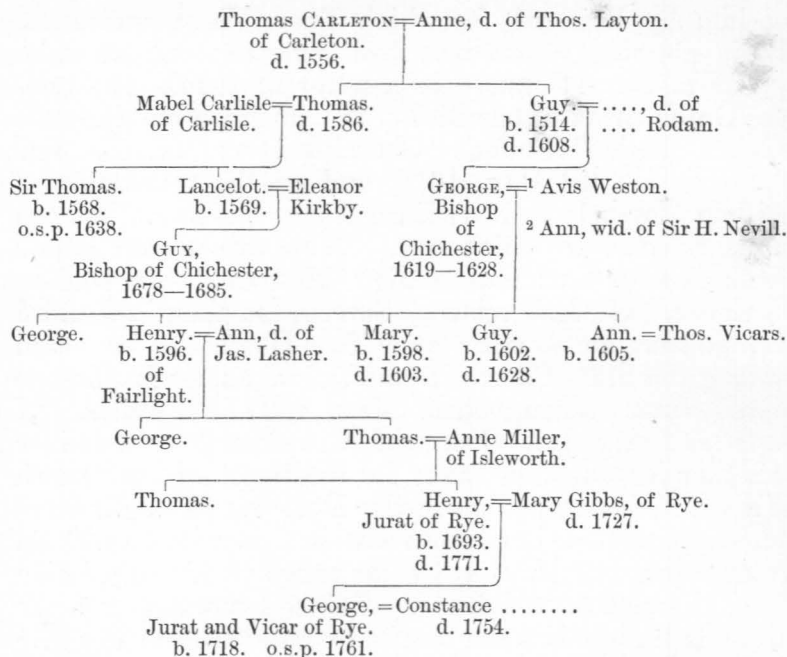 Thomas CARLETON=Anne, d. of Thos. Layton.
of Carleton.
d. 1556.
Mabel Carlisle=Thomas. Guy.=...., d. of
of Carlisle. d. 1586. b. 1514. .... Rodam.
d. 1608.
Sir Thomas. Lancelot.=Eleanor GEORGE,=¹ Avis Weston.
b. 1568. b. 1569. Kirkby. Bishop
o.s.p. 1638. of ² Ann, wid. of Sir H. Nevill.
GUY, Chichester,
Bishop of Chichester, 1619—1628.
1678—1685.
George. Henry.=Ann, d. of Mary. Guy. Ann.=Thos. Vicars.
b. 1596. Jas. Lasher. b. 1598. b. 1602. b. 1605.
of d. 1603. d. 1628.
Fairlight.
George. Thomas.=Anne Miller,
of Isleworth.
Thomas. Henry,=Mary Gibbs, of Rye.
Jurat of Rye. d. 1727.
b. 1693.
d. 1771.
George,=Constance ........
Jurat and Vicar of Rye. d. 1754.
b. 1718. o.s.p. 1761.